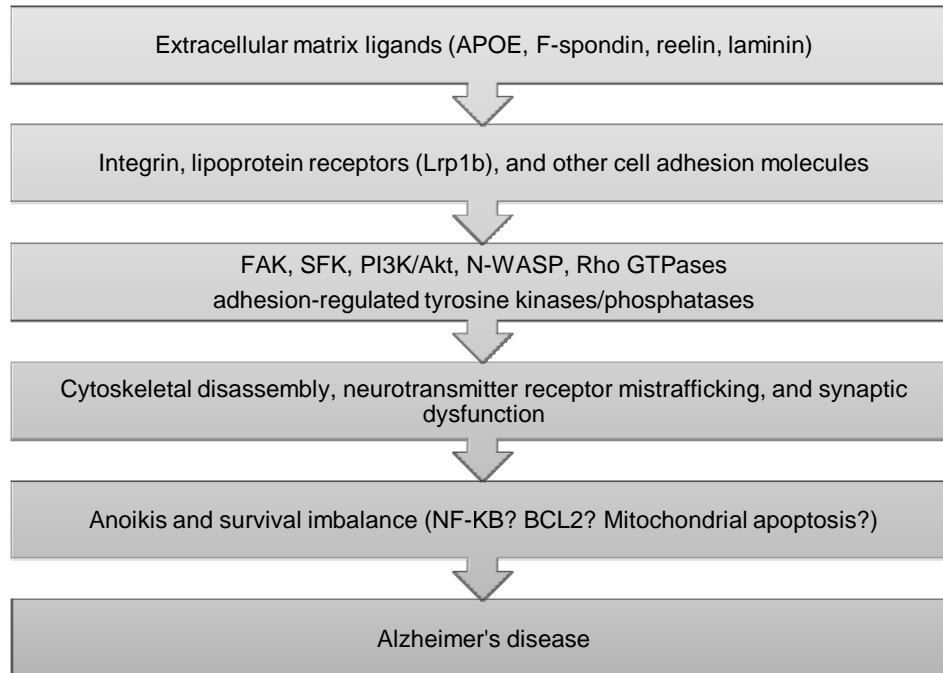 Extracellular matrix ligands (APOE, F-spondin, reelin, laminin)
Integrin, lipoprotein receptors (Lrp1b), and other cell adhesion molecules
FAK, SFK, PI3K/Akt, N-WASP, Rho GTPases
adhesion-regulated tyrosine kinases/phosphatases
Cytoskeletal disassembly, neurotransmitter receptor mistrafficking, and synaptic
dysfunction
Anoikis and survival imbalance (NF-KB? BCL2? Mitochondrial apoptosis?)
Alzheimer's disease